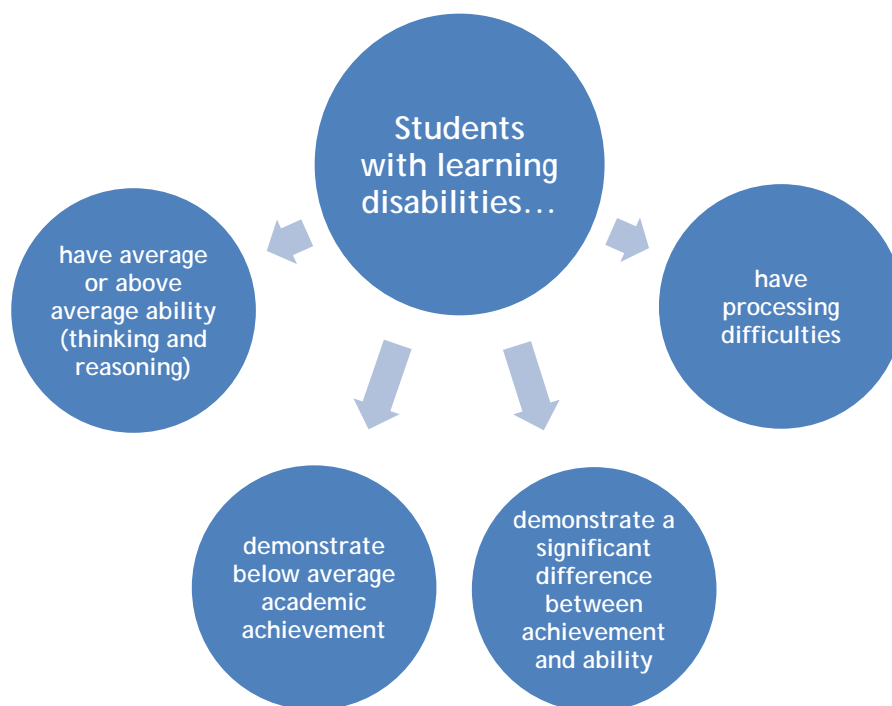 Students
with learning
disabilities…
have average
or above
average ability
(thinking and
reasoning)
have
processing
difficulties
demonstrate
below average
academic
achievement
demonstrate a
significant
difference
between
achievement
and ability